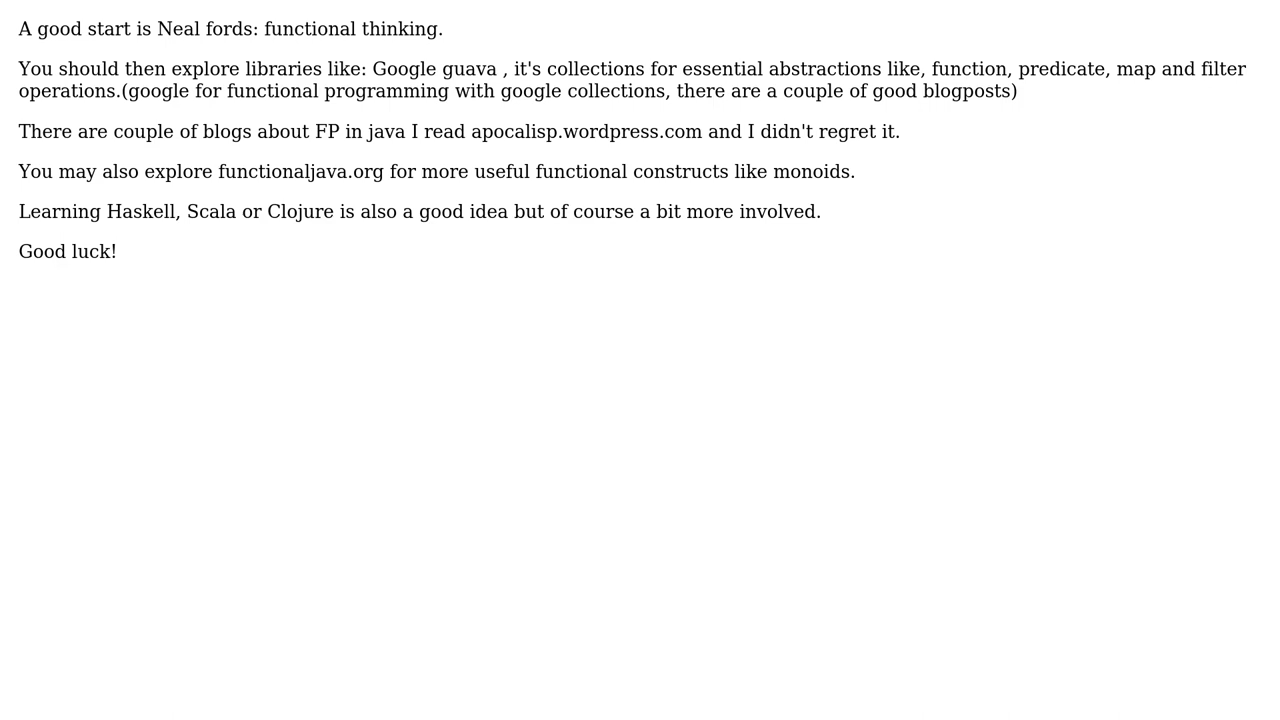 A good start is Neal fords: functional thinking.
You should then explore libraries like: Google guava , it's collections for essential abstractions like, function, predicate, map and filter
operations.(google for functional programming with google collections, there are a couple of good blogposts)
There are couple of blogs about FP in java I read apocalisp.wordpress.com and I didn't regret it.
You may also explore functionaljava.org for more useful functional constructs like monoids.
Learning Haskell, Scala or Clojure is also a good idea but of course a bit more involved.
Good luck!